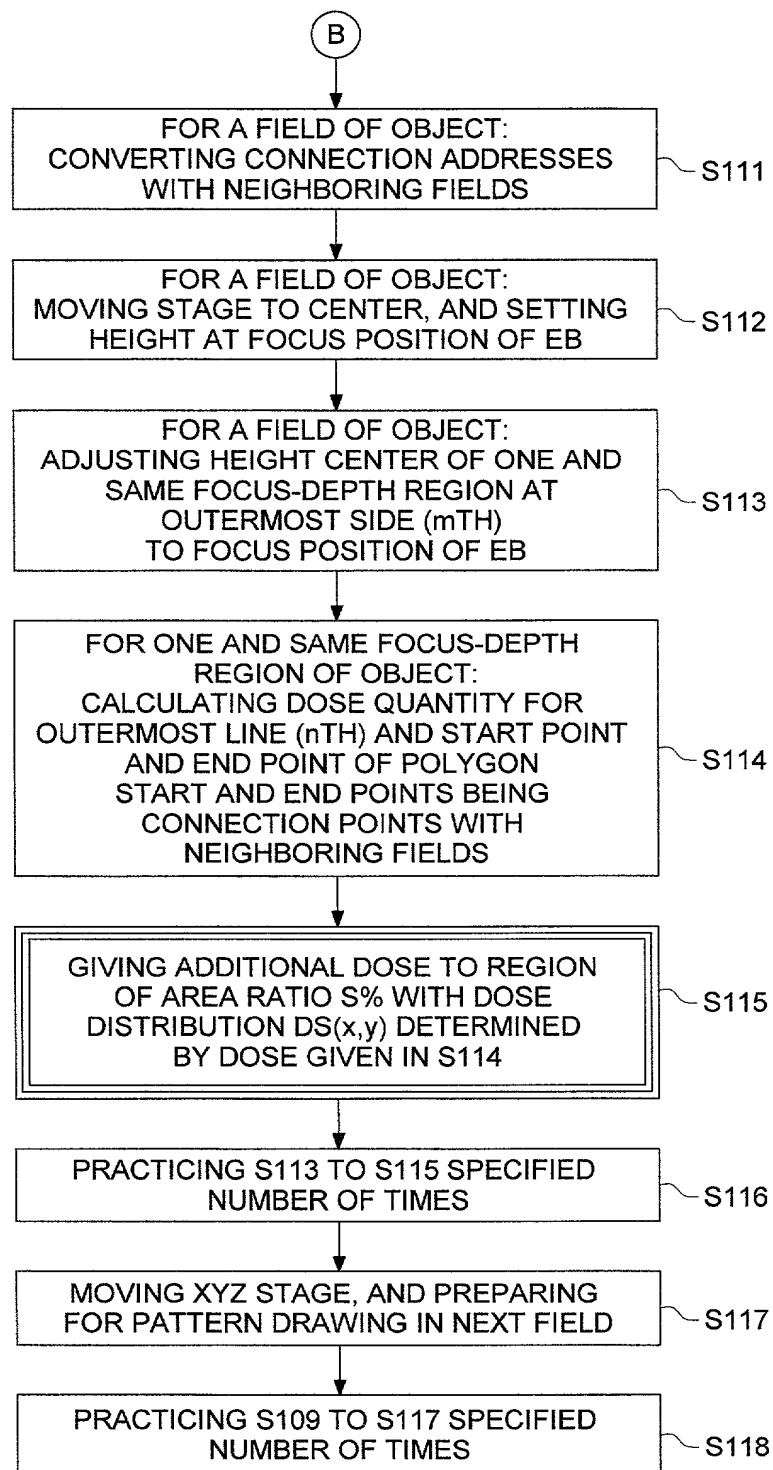 B
FOR A FIELD OF OBJECT:
CONVERTING CONNECTION ADDRESSES
WITH NEIGHBORING FIELDS
S111
FOR A FIELD OF OBJECT:
MOVING STAGE TO CENTER, AND SETTING
HEIGHT AT FOCUS POSITION OF EB
S112
FOR A FIELD OF OBJECT:
ADJUSTING HEIGHT CENTER OF ONE AND
SAME FOCUS-DEPTH REGION AT
OUTERMOST SIDE (mTH)
TO FOCUS POSITION OF EB
S113
FOR ONE AND SAME FOCUS-DEPTH
REGION OF OBJECT:
CALCULATING DOSE QUANTITY FOR
OUTERMOST LINE (nTH) AND START POINT
AND END POINT OF POLYGON
START AND END POINTS BEING
CONNECTION POINTS WITH
NEIGHBORING FIELDS
S114
GIVING ADDITIONAL DOSE TO REGION
OF AREA RATIO S% WITH DOSE
DISTRIBUTION DS(x,y) DETERMINED
BY DOSE GIVEN IN S114
S115
PRACTICING S113 TO S115 SPECIFIED
NUMBER OF TIMES
S116
MOVING XYZ STAGE, AND PREPARING
FOR PATTERN DRAWING IN NEXT FIELD
S117
PRACTICING S109 TO S117 SPECIFIED
NUMBER OF TIMES
S118